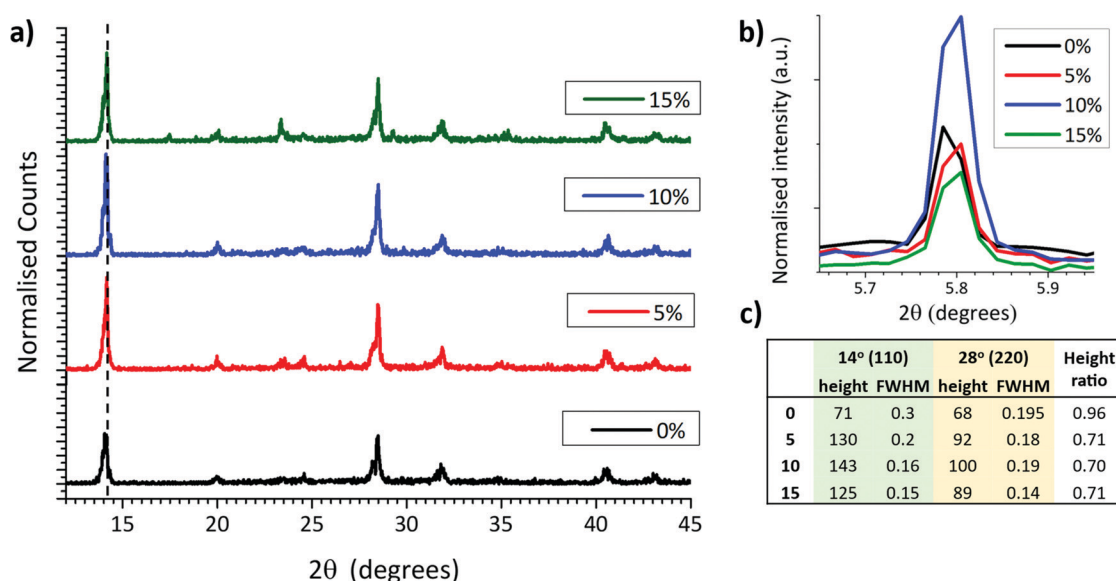 a)
Normalised Counts
15%
10%
5%
0%
15 20 25 30 35 40 45
2θ (degrees)
b)
Normalised intensity (a.u.)
0%
5%
10%
15%
5.7 5.8 5.9
2θ (degrees)
c)
14º (110) 28º (220) Height ratio
height FWHM height FWHM
0 71 0.3 68 0.195 0.96
5 130 0.2 92 0.18 0.71
10 143 0.16 100 0.19 0.70
15 125 0.15 89 0.14 0.71